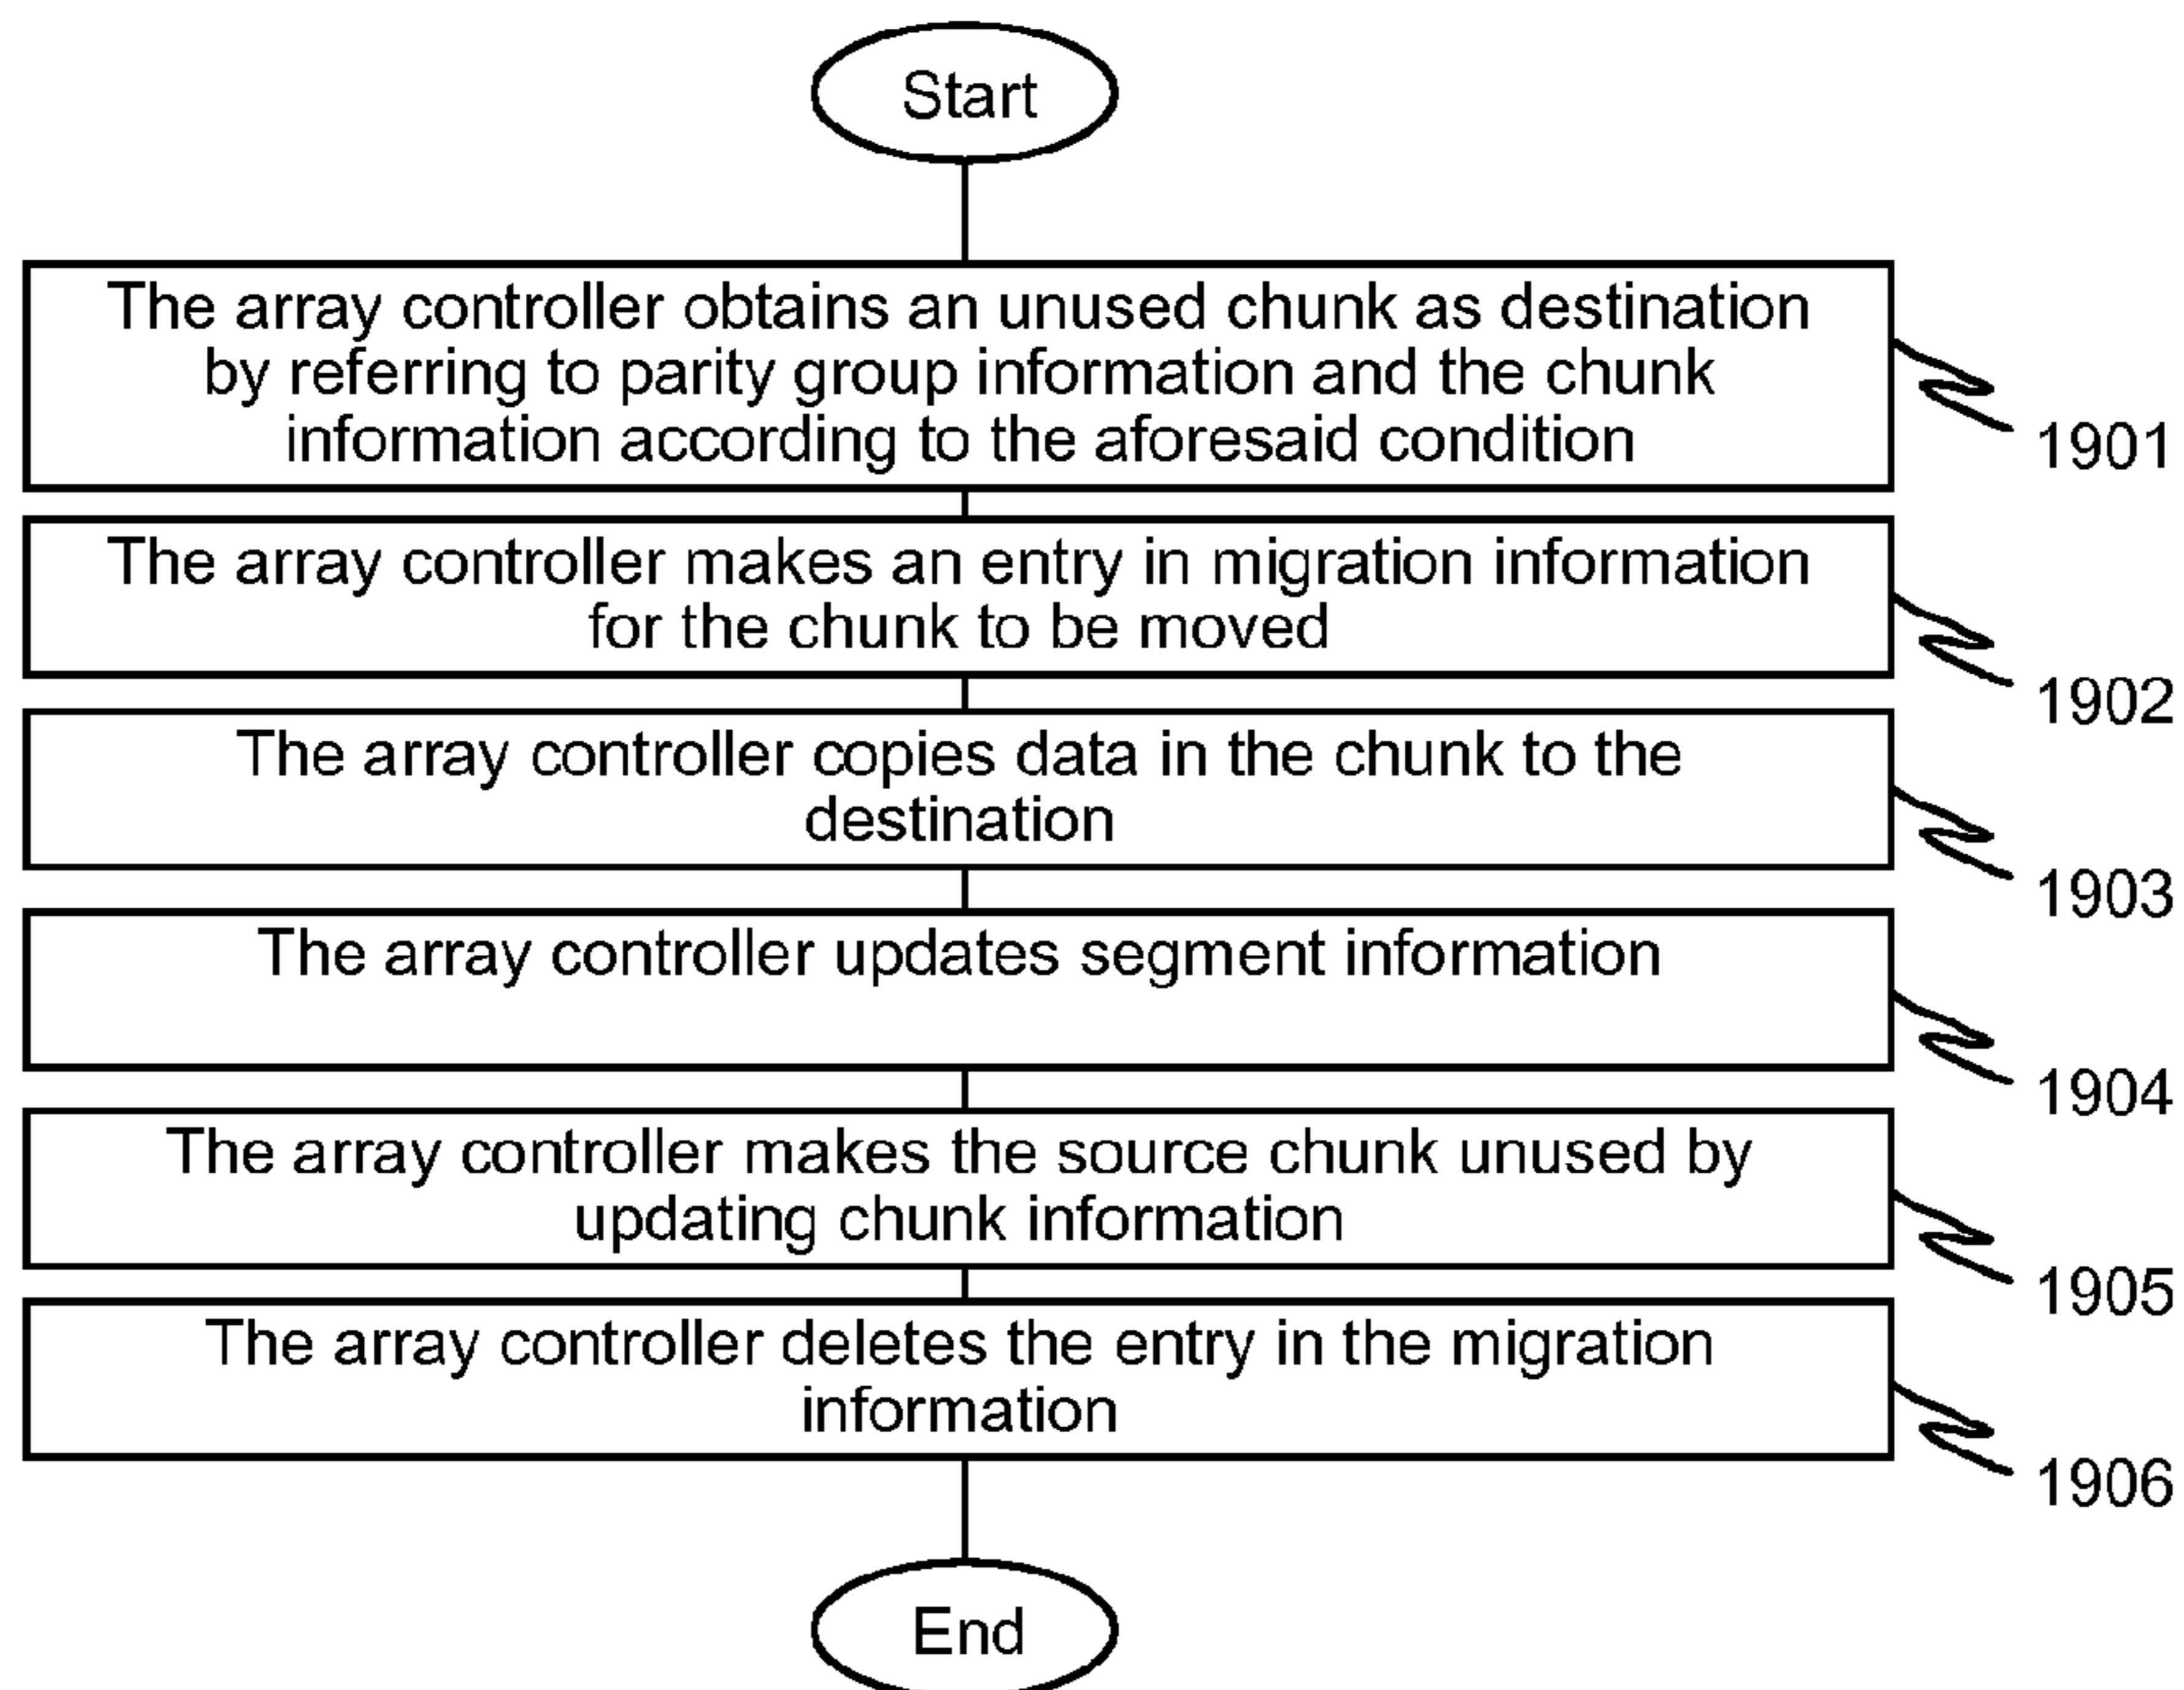 Start
The array controller obtains an unused chunk as destination
by referring to parity group information and the chunk
information according to the aforesaid condition
1901
The array controller makes an entry in migration information
for the chunk to be moved
1902
The array controller copies data in the chunk to the
destination
1903
The array controller updates segment information
1904
The array controller makes the source chunk unused by
updating chunk information
1905
The array controller deletes the entry in the migration
information
1906
End